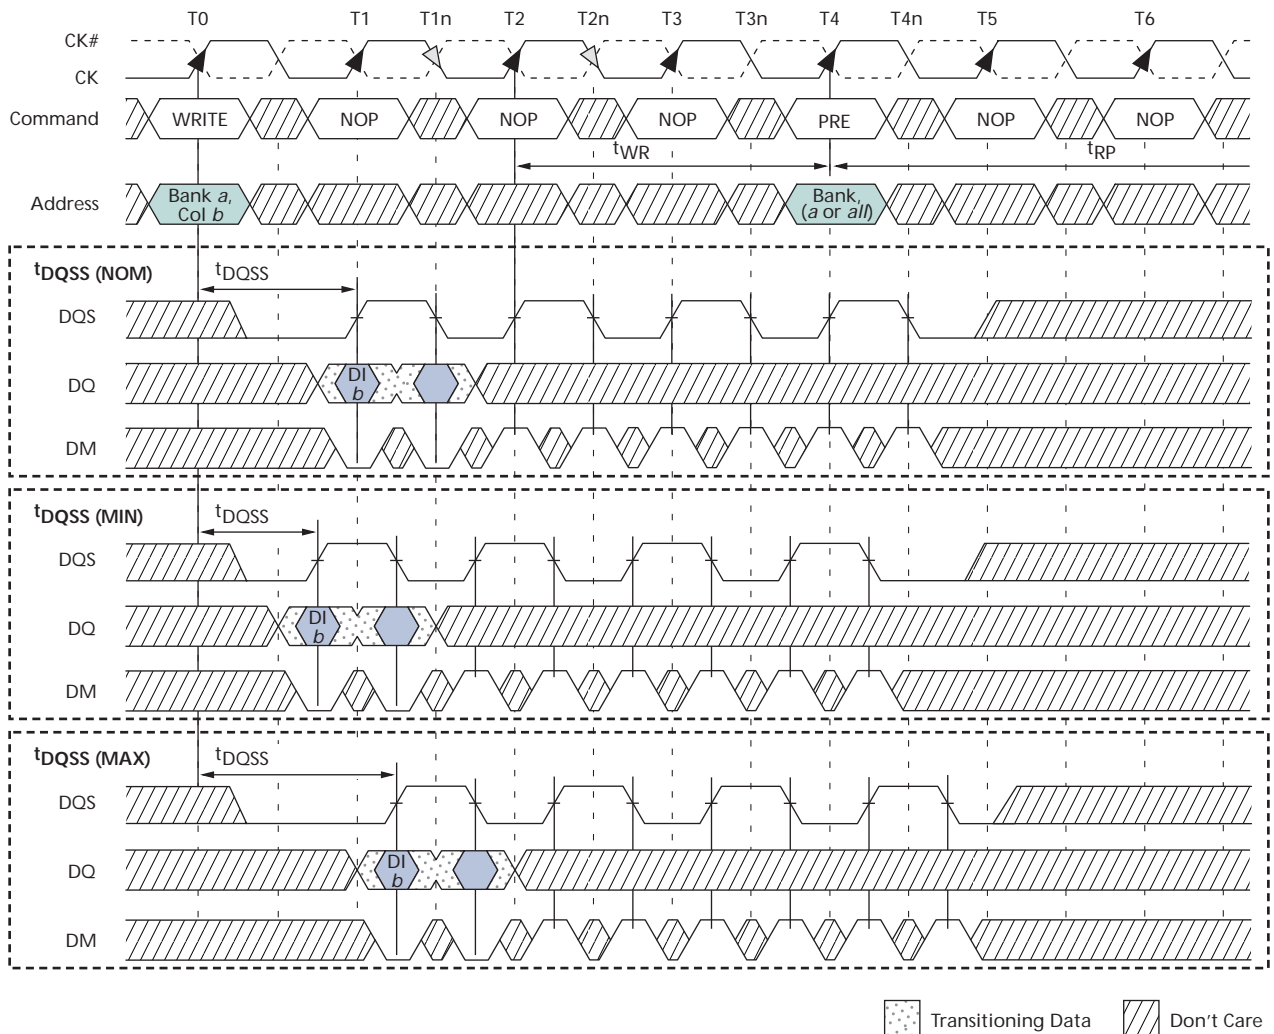 T0 T1 T1n T2 T2n T3 T3n T4 T4n T5 T6
CK#
CK
Command WRITE NOP NOP NOP PRE NOP NOP
tWR tRP
Address Bank a, Col b Bank, (a or all)
tDQSS (NOM) tDQSS
DQS
DQ DI b
DM
tDQSS (MIN) tDQSS
DQS
DQ DI b
DM
tDQSS (MAX) tDQSS
DQS
DQ DI b
DM
Transitioning Data Don't Care